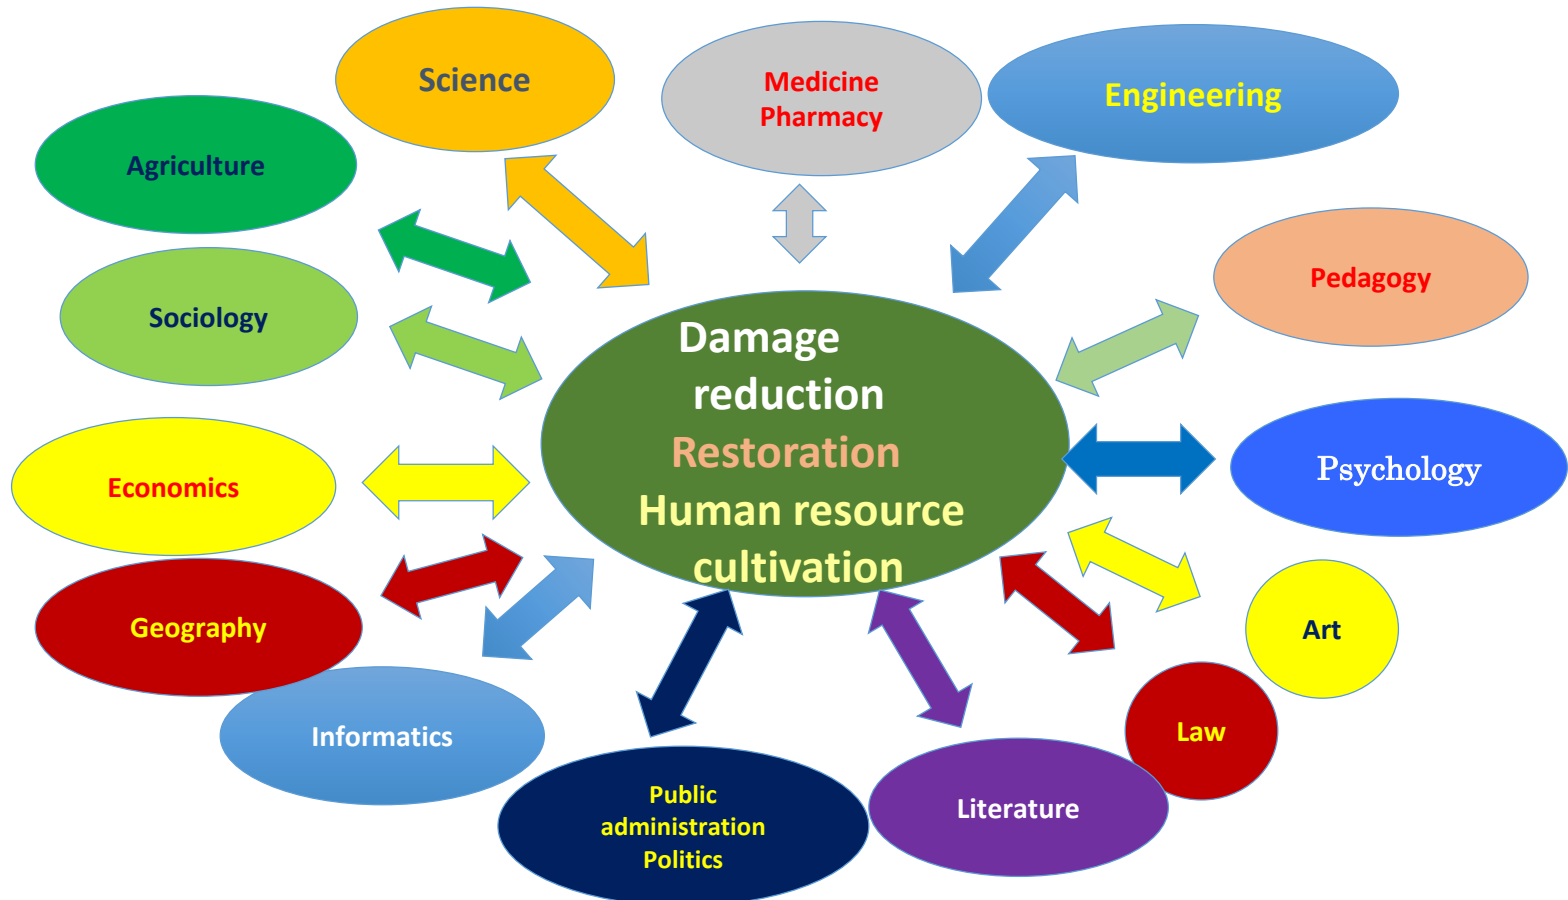 Science
Medicine
Pharmacy
Engineering
Agriculture
Pedagogy
Sociology
Damage
reduction
Restoration
Human resource
cultivation
Psychology
Economics
Geography
Art
Informatics
Law
Public
administration
Politics
Literature